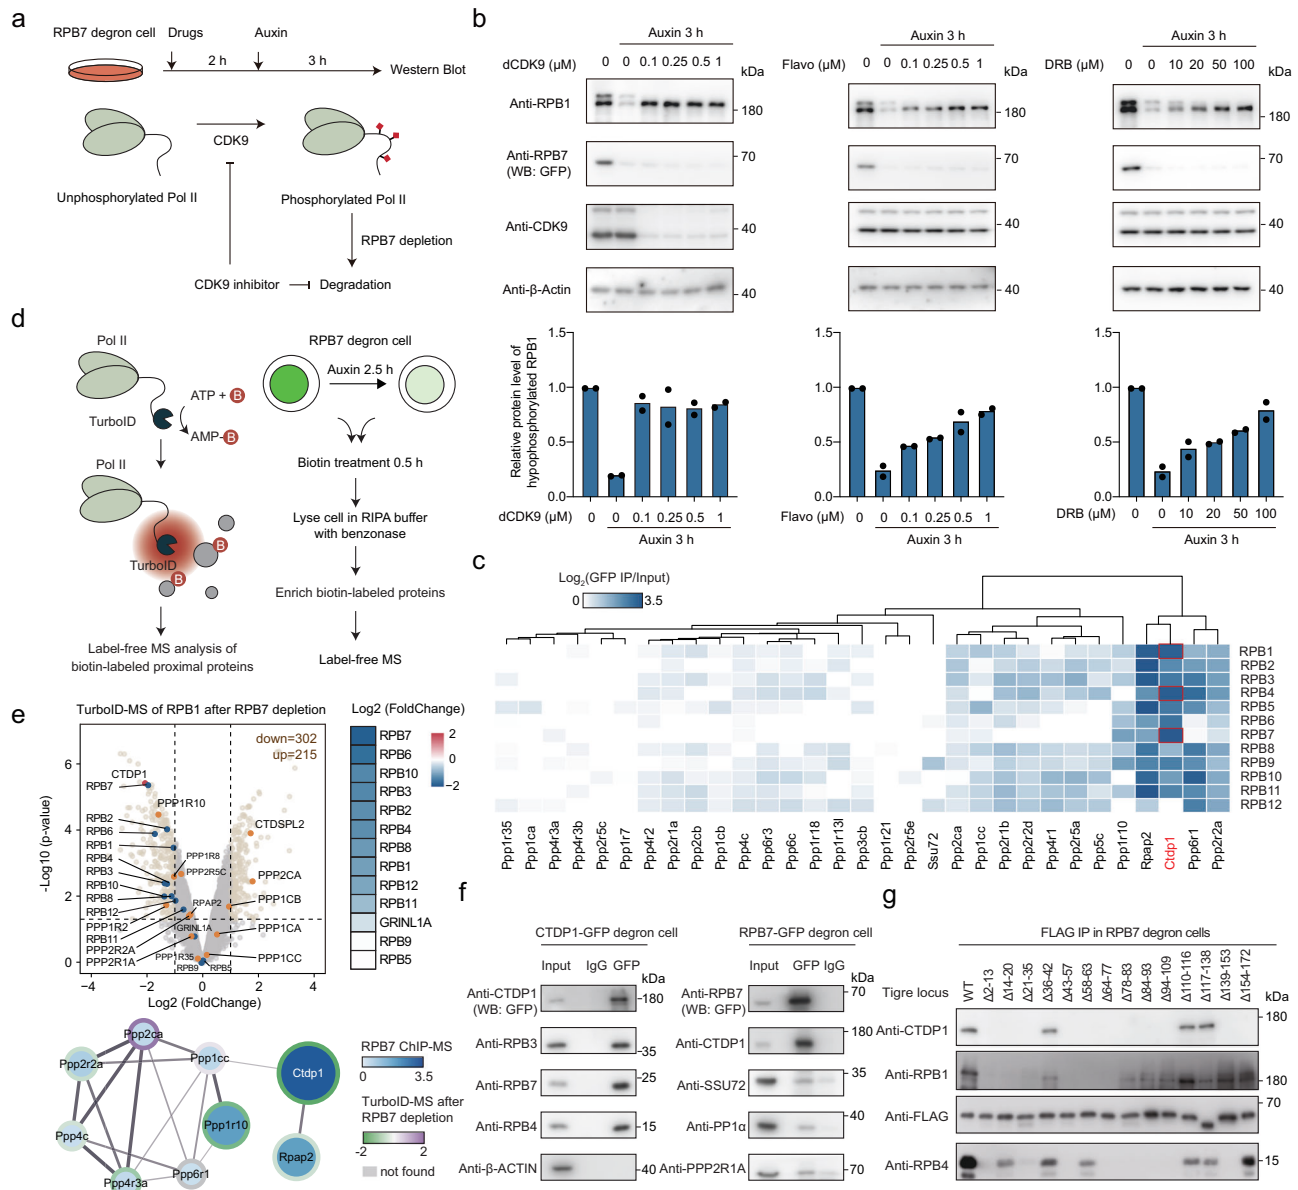 a
RPB7 degron cell
Drugs
Auxin
2 h
3 h
Western Blot
CDK9
Unphosphorylated Pol II
Phosphorylated Pol II
RPB7 depletion
CDK9 inhibitor
Degradation
b
Auxin 3 h
dCDK9 (µM) 0 0 0.1 0.25 0.5 1
kDa
Anti-RPB1
180
Anti-RPB7
(WB: GFP)
70
Anti-CDK9
40
Anti-β-Actin
40
Auxin 3 h
Flavo (µM) 0 0 0.1 0.25 0.5 1
kDa
180
70
40
40
Auxin 3 h
DRB (µM) 0 0 10 20 50 100
kDa
180
70
40
40
Relative protein level of
hypophosphorylated RPB1
1.5
1.0
0.5
0.0
dCDK9 (µM) 0 0 0.1 0.25 0.5 1
Auxin 3 h
1.5
1.0
0.5
0.0
Flavo (µM) 0 0 0.1 0.25 0.5 1
Auxin 3 h
1.5
1.0
0.5
0.0
DRB (µM) 0 0 10 20 50 100
Auxin 3 h
d
Pol II
TurboID
ATP + B
AMP-B
Pol II
TurboID
B
B
Label-free MS analysis of
biotin-labeled proximal proteins
RPB7 degron cell
Auxin 2.5 h
Biotin treatment 0.5 h
Lyse cell in RIPA buffer
with benzonase
Enrich biotin-labeled proteins
Label-free MS
c
Log2(GFP IP/Input)
0 3.5
RPB1
RPB2
RPB3
RPB4
RPB5
RPB6
RPB7
RPB8
RPB9
RPB10
RPB11
RPB12
Ppp1r35
Ppp1ca
Ppp4r3a
Ppp4r3b
Ppp2r5c
Ppp1r7
Ppp4r2
Ppp2r1a
Ppp2cb
Ppp1cb
Ppp4c
Ppp6r3
Ppp6c
Ppp1r18
Ppp1r13l
Ppp3cb
Ppp1r21
Ppp2r5e
Ssu72
Ppp2ca
Ppp1cc
Ppp2r1b
Ppp2r2d
Ppp4r1
Ppp2r5a
Ppp5c
Ppp1r10
Rpap2
Ctdp1
Ppp6r1
Ppp2r2a
e
TurboID-MS of RPB1 after RPB7 depletion
down=302
up=215
-Log10 (p-value)
6
4
2
0
−4 −2 0 2 4
Log2 (FoldChange)
CTDP1
RPB7
PPP1R10
RPB2
RPB6
RPB1
RPB4
RPB3
RPB10
RPB8
RPB12
PPP1R2
RPB11
PPP2R2A
PPP2R1A
PPP1R8
PPP2R5C
RPAP2
GRINL1A
PPP1R35
RPB9
RPB5
CTDSPL2
PPP2CA
PPP1CB
PPP1CA
PPP1CC
Log2 (FoldChange)
RPB7
RPB6
RPB10
RPB3
RPB2
RPB4
RPB8
RPB1
RPB12
RPB11
GRINL1A
RPB9
RPB5
2
0
−2
Ppp2ca
Ppp2r2a
Ppp1cc
Ppp4c
Ppp1r10
Ppp4r3a
Ppp6r1
Ctdp1
Rpap2
RPB7 ChIP-MS
0 3.5
TurboID-MS after
RPB7 depletion
-2 2
not found
f
CTDP1-GFP degron cell
Input IgG GFP
kDa
Anti-CTDP1
(WB: GFP)
180
Anti-RPB3
35
Anti-RPB7
25
Anti-RPB4
15
Anti-β-ACTIN
40
RPB7-GFP degron cell
Input GFP IgG
kDa
Anti-RPB7
(WB: GFP)
70
Anti-CTDP1
180
Anti-SSU72
35
Anti-PP1α
40
Anti-PPP2R1A
70
g
FLAG IP in RPB7 degron cells
Tigre locus
WT
Δ2-13
Δ14-20
Δ21-35
Δ36-42
Δ43-57
Δ58-63
Δ64-77
Δ78-83
Δ84-93
Δ94-109
Δ110-116
Δ117-138
Δ139-153
Δ154-172
kDa
Anti-CTDP1
180
Anti-RPB1
180
Anti-FLAG
70
Anti-RPB4
15